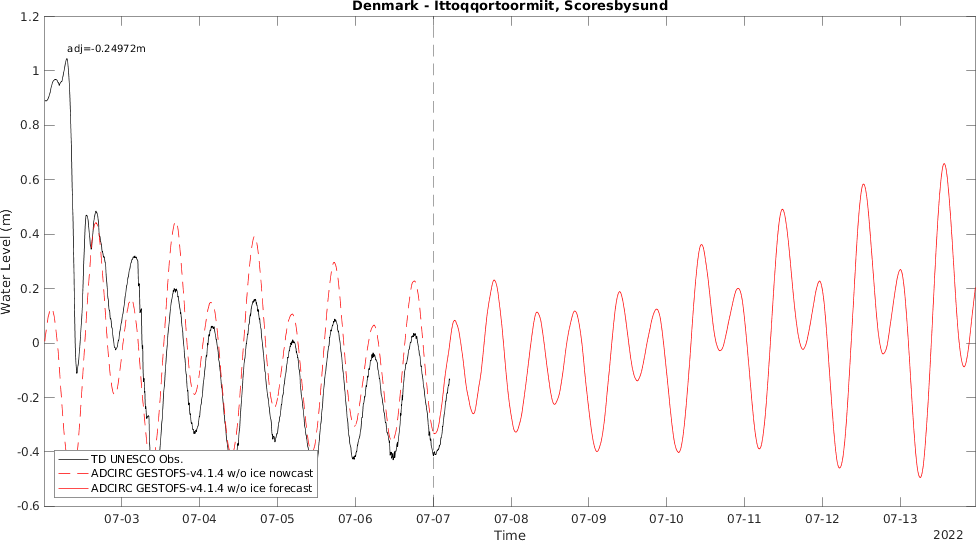 Denmark - Ittoqqortoormiit, Scoresbysund
adj=-0.24972m
1.2
1
0.8
0.6
0.4
0.2
0
-0.2
-0.4
-0.6
Water Level (m)
TD UNESCO Obs.
ADCIRC GESTOFS-v4.1.4 w/o ice nowcast
ADCIRC GESTOFS-v4.1.4 w/o ice forecast
07-03 07-04 07-05 07-06 07-07 07-08 07-09 07-10 07-11 07-12 07-13
Time
2022